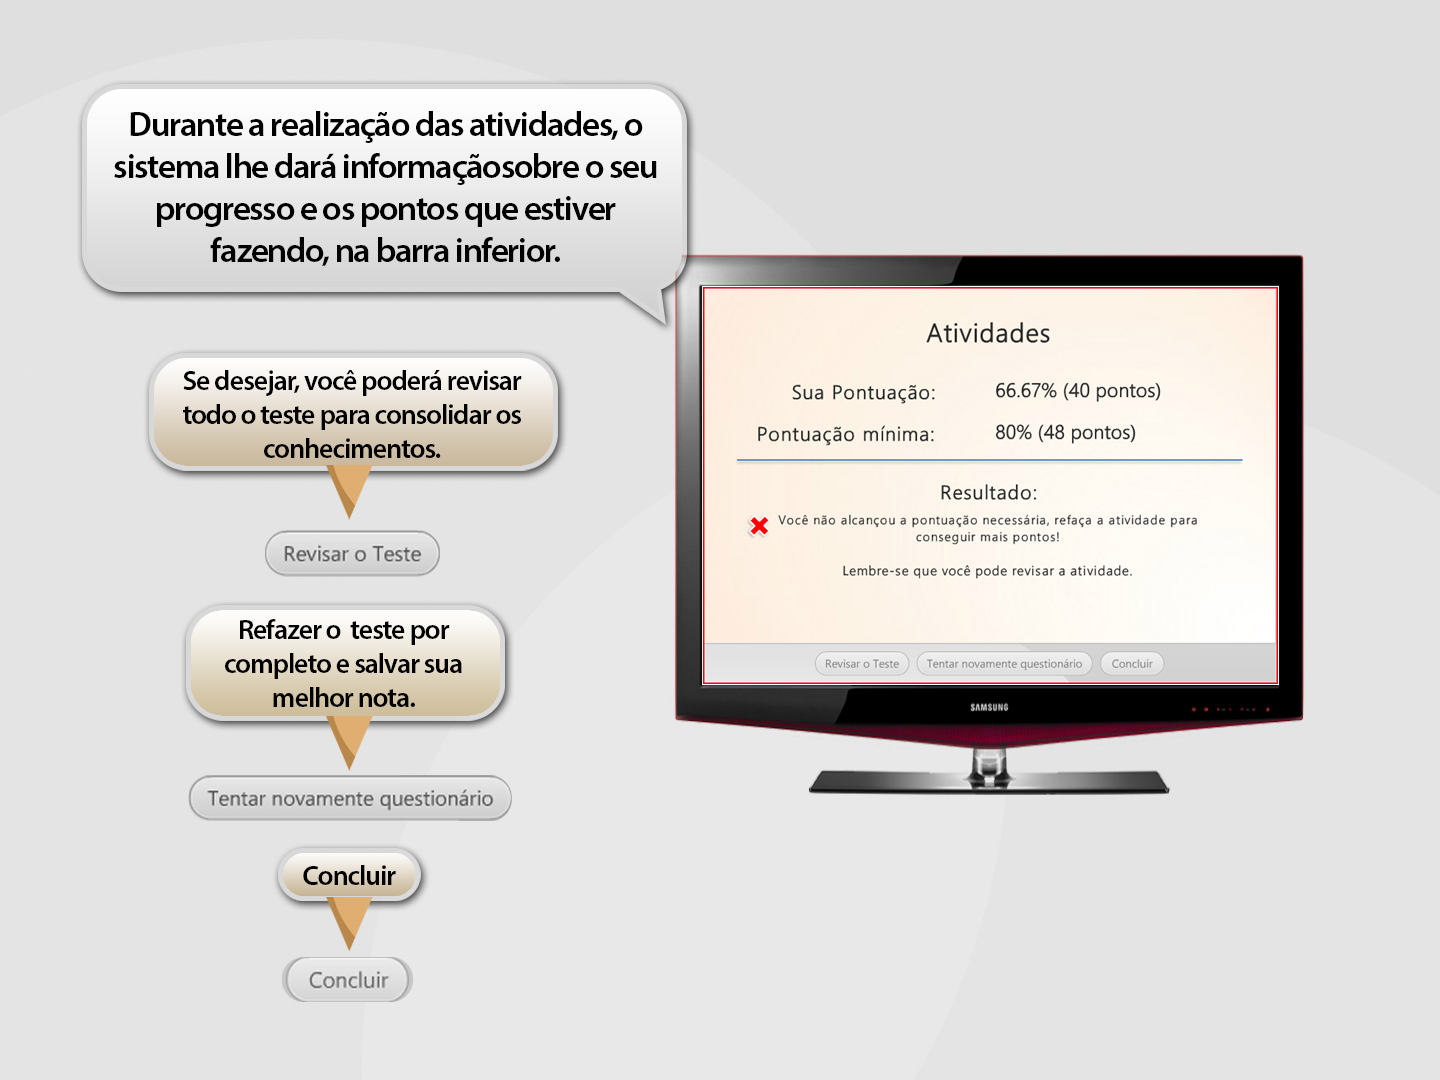 Durante a realização das atividades, o
sistema lhe dará informaçãosobre o seu
progresso e os pontos que estiver
fazendo, na barra inferior.
Se desejar, você poderá revisar
todo o teste para consolidar os
conhecimentos.
Revisar o Teste
Refazer o  teste por
completo e salvar sua
melhor nota.
Tentar novamente questionário
Concluir
Concluir
Atividades
Sua Pontuação: 66.67% (40 pontos)
Pontuação mínima: 80% (48 pontos)
Resultado:
Você não alcançou a pontuação necessária, refaça a atividade para
conseguir mais pontos!
Lembre-se que você pode revisar a atividade.
Revisar o Teste Tentar novamente questionário Concluir
SAMSUNG